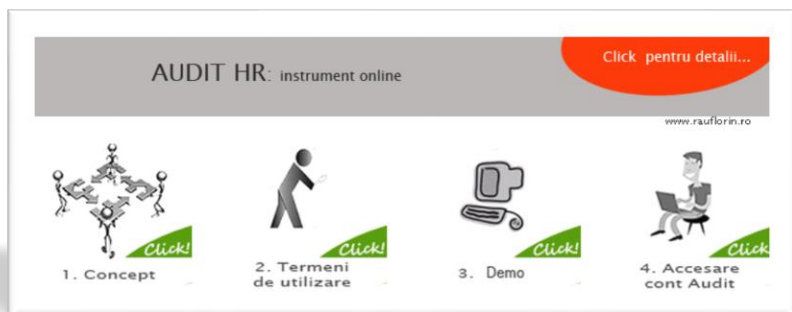 AUDIT HR: instrument online
Click pentru detalii...
www.rauflorin.ro
Click!
1. Concept
Click!
2. Termeni
de utilizare
Click!
3. Demo
Click
4. Accesare
cont Audit